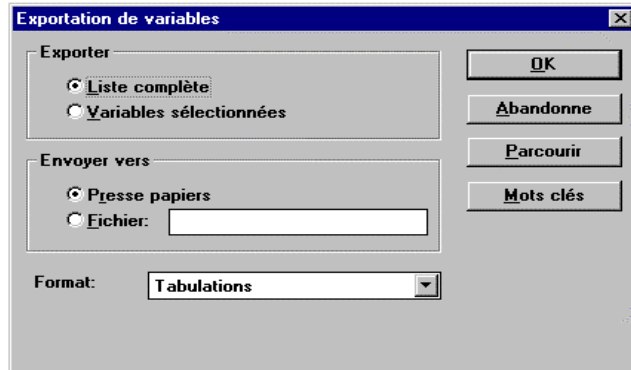 Exportation de variables
Exporter
Liste complète
Variables sélectionnées
Envoyer vers
Presse papiers
Fichier:
Format:
Tabulations
OK
Abandonne
Parcourir
Mots clés